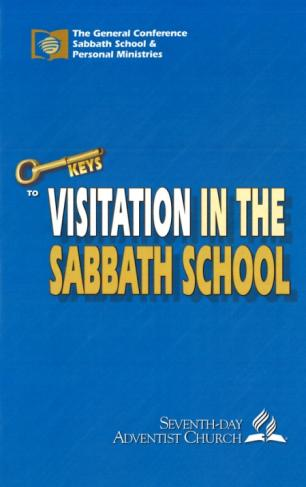 The General Conference
Sabbath School &
Personal Ministries
KEYS
TO
VISITATION IN THE
SABBATH SCHOOL
SEVENTH-DAY
ADVENTIST CHURCH